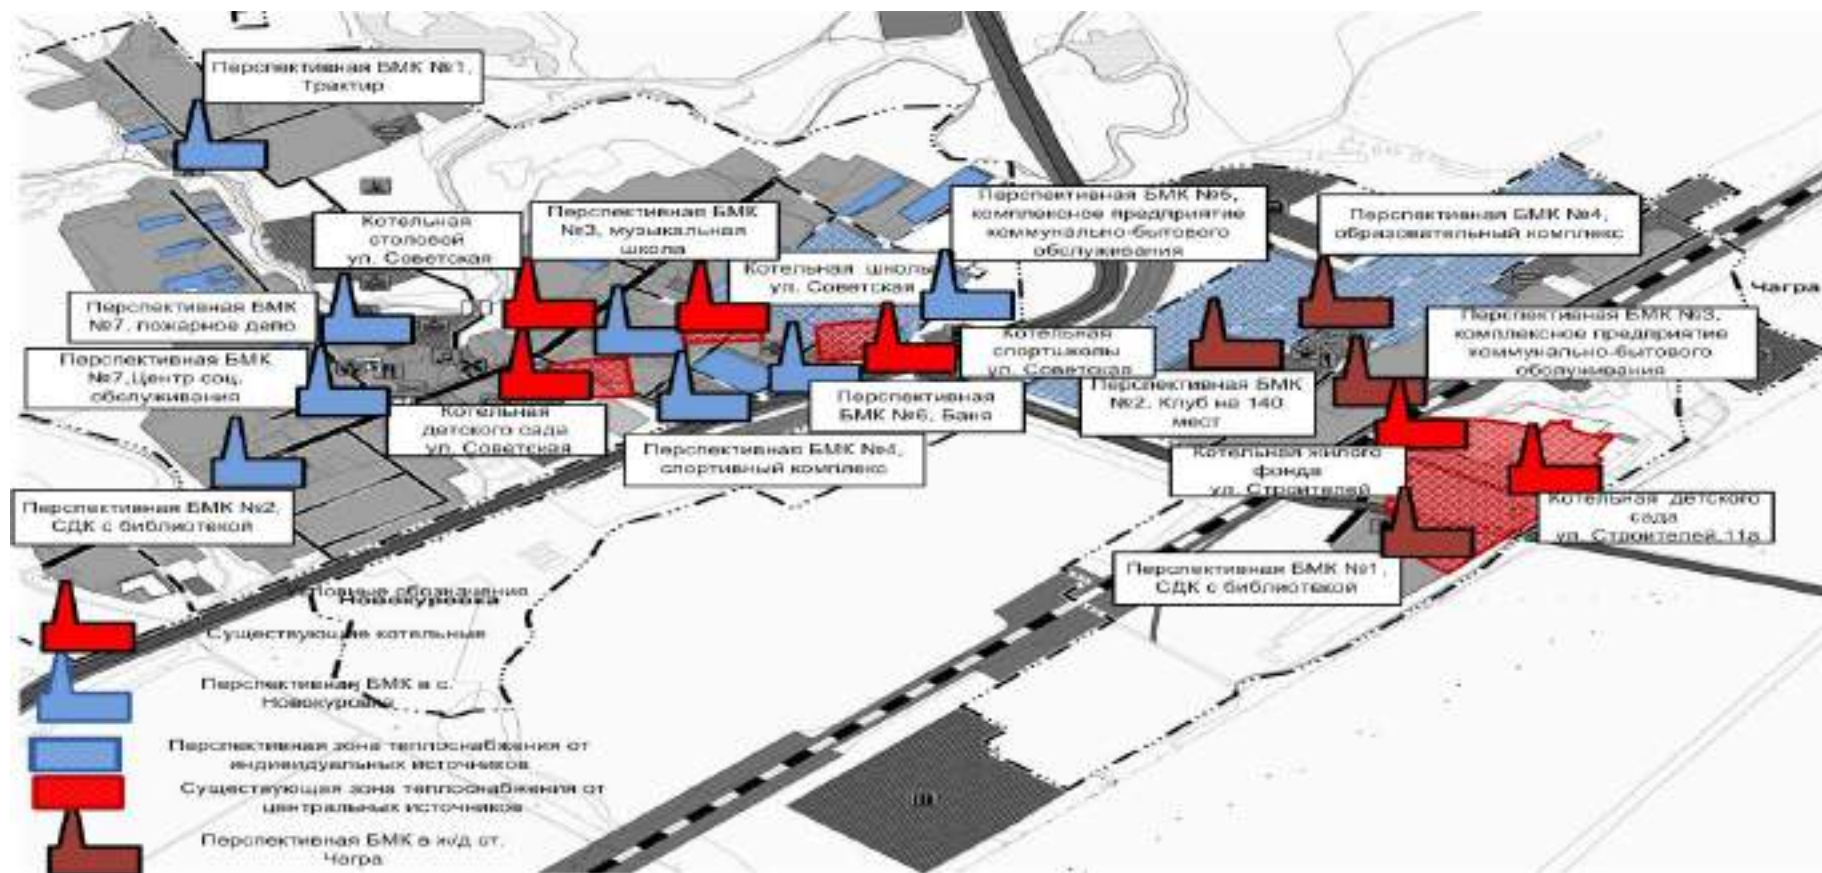 Перспективная БМК №1,
Трактир
Котельная
столовой
ул. Советская
Перспективная БМК
№3, музыкальная
школа
Котельная школы
ул. Советская
Перспективная БМК №5,
комплексное предприятие
коммунально-бытового
обслуживания
Перспективная БМК №4,
образовательный комплекс
Чагра
Перспективная БМК
№7, пожарное депо
Перспективная БМК
№7,Центр соц.
обслуживания
Котельная
детского сада
ул. Советская
Перспективная БМК №4,
спортивный комплекс
Перспективная
БМК №6, Баня
Котельная
спортшколы
ул. Советская
Перспективная БМК
№2, Клуб на 140
мест
Перспективная БМК №3,
комплексное предприятие
коммунально-бытового
обслуживания
Котельная жилого
фонда
ул. Строителей
Котельная детского
сада
ул. Строителей,11а
Перспективная БМК №2,
СДК с библиотекой
Перспективная БМК №1,
СДК с библиотекой
Условные обозначения
Новокуровка
Существующие котельные
Перспективная БМК в с.
Новокуровка
Перспективная зона теплоснабжения от
индивидуальных источников
Существующая зона теплоснабжения от
центральных источников
Перспективная БМК в ж/д ст.
Чагра